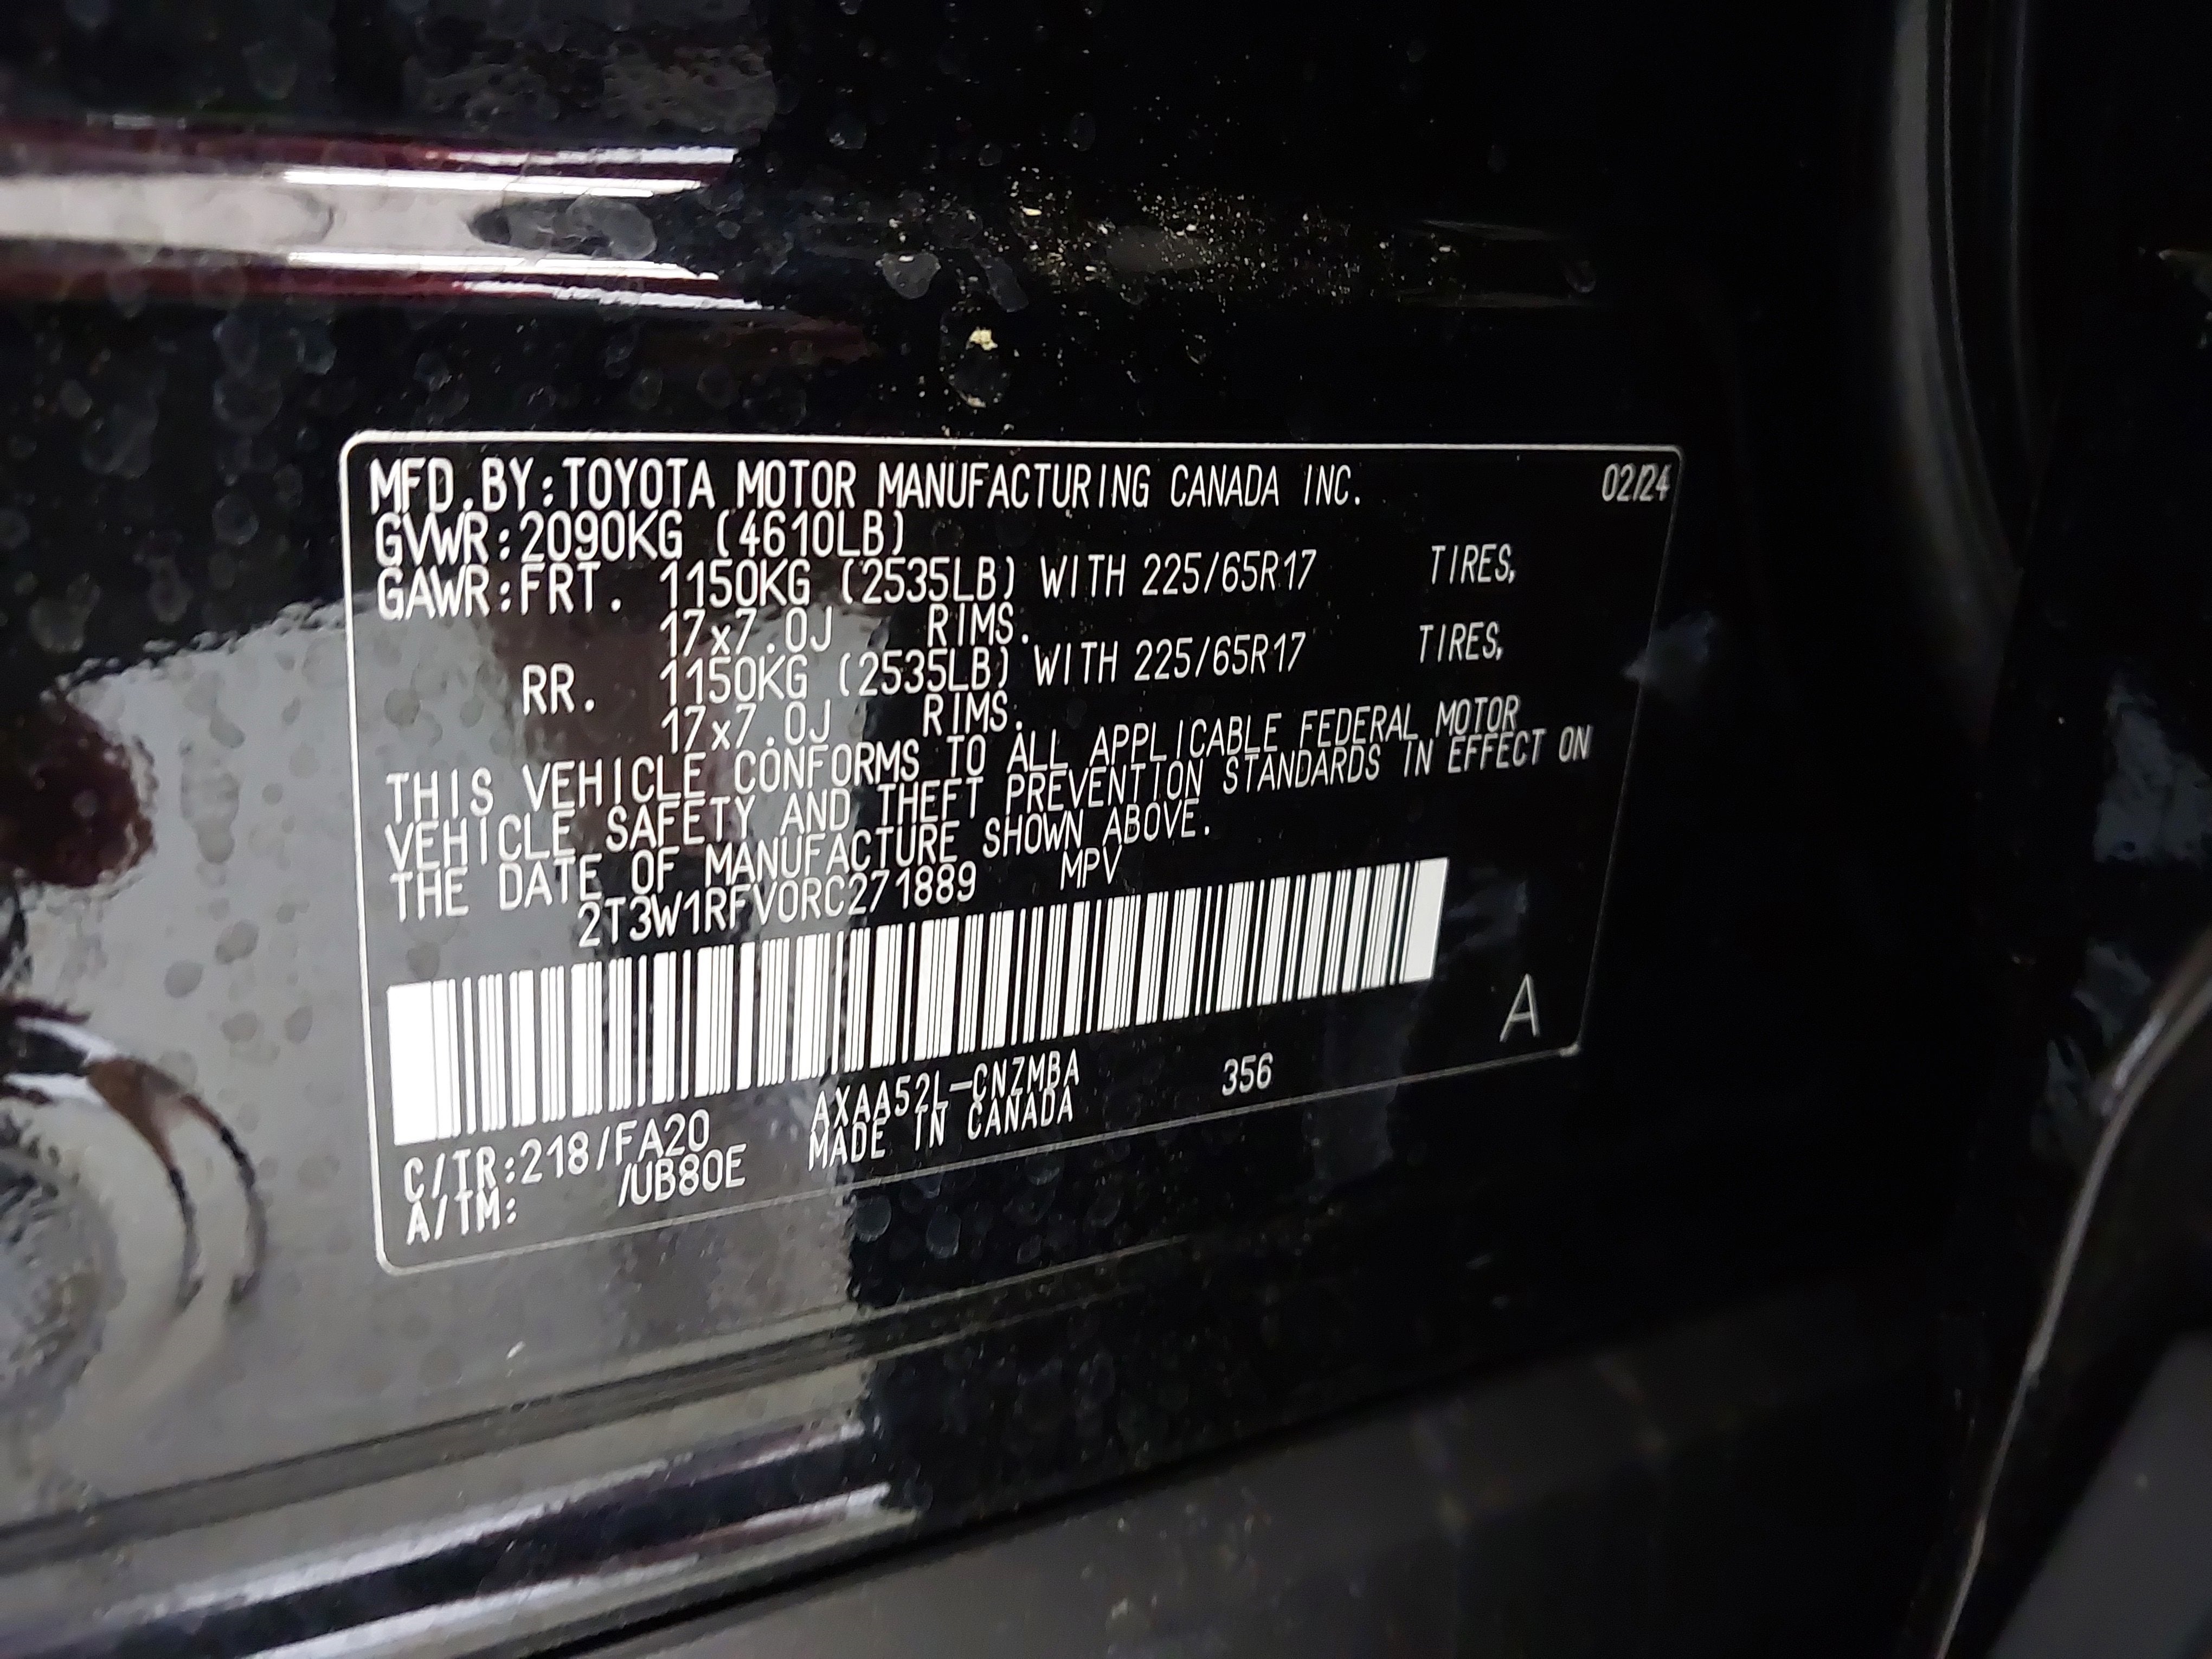 MFD.BY:TOYOTA MOTOR MANUFACTURING CANADA INC. 02/24
GVWR:2090KG (4610LB)
GAWR:FRT. 1150KG (2535LB) WITH 225/65R17 TIRES,
17x7.0J RIMS.
RR. 1150KG (2535LB) WITH 225/65R17 TIRES,
17x7.0J RIMS.
THIS VEHICLE CONFORMS TO ALL APPLICABLE FEDERAL MOTOR
VEHICLE SAFETY AND THEFT PREVENTION STANDARDS IN EFFECT ON
THE DATE OF MANUFACTURE SHOWN ABOVE.
2T3W1RFV0RC271889 MPV
A
C/TR:218/FA20 AXAA52L-CNZMBA 356
A/TM: /UB80E MADE IN CANADA